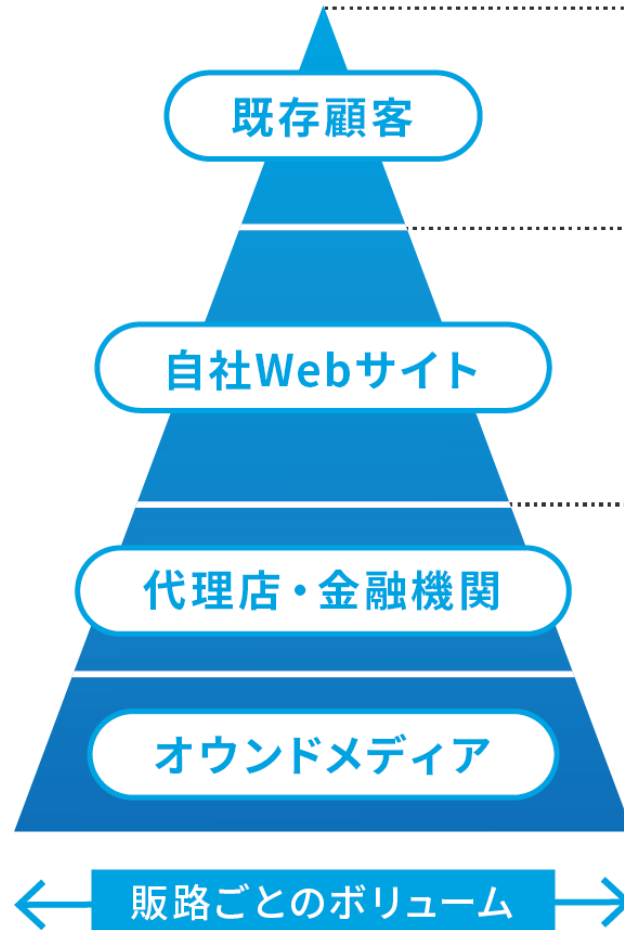 既存顧客
自社Webサイト
代理店・金融機関
オウンドメディア
販路ごとのボリューム